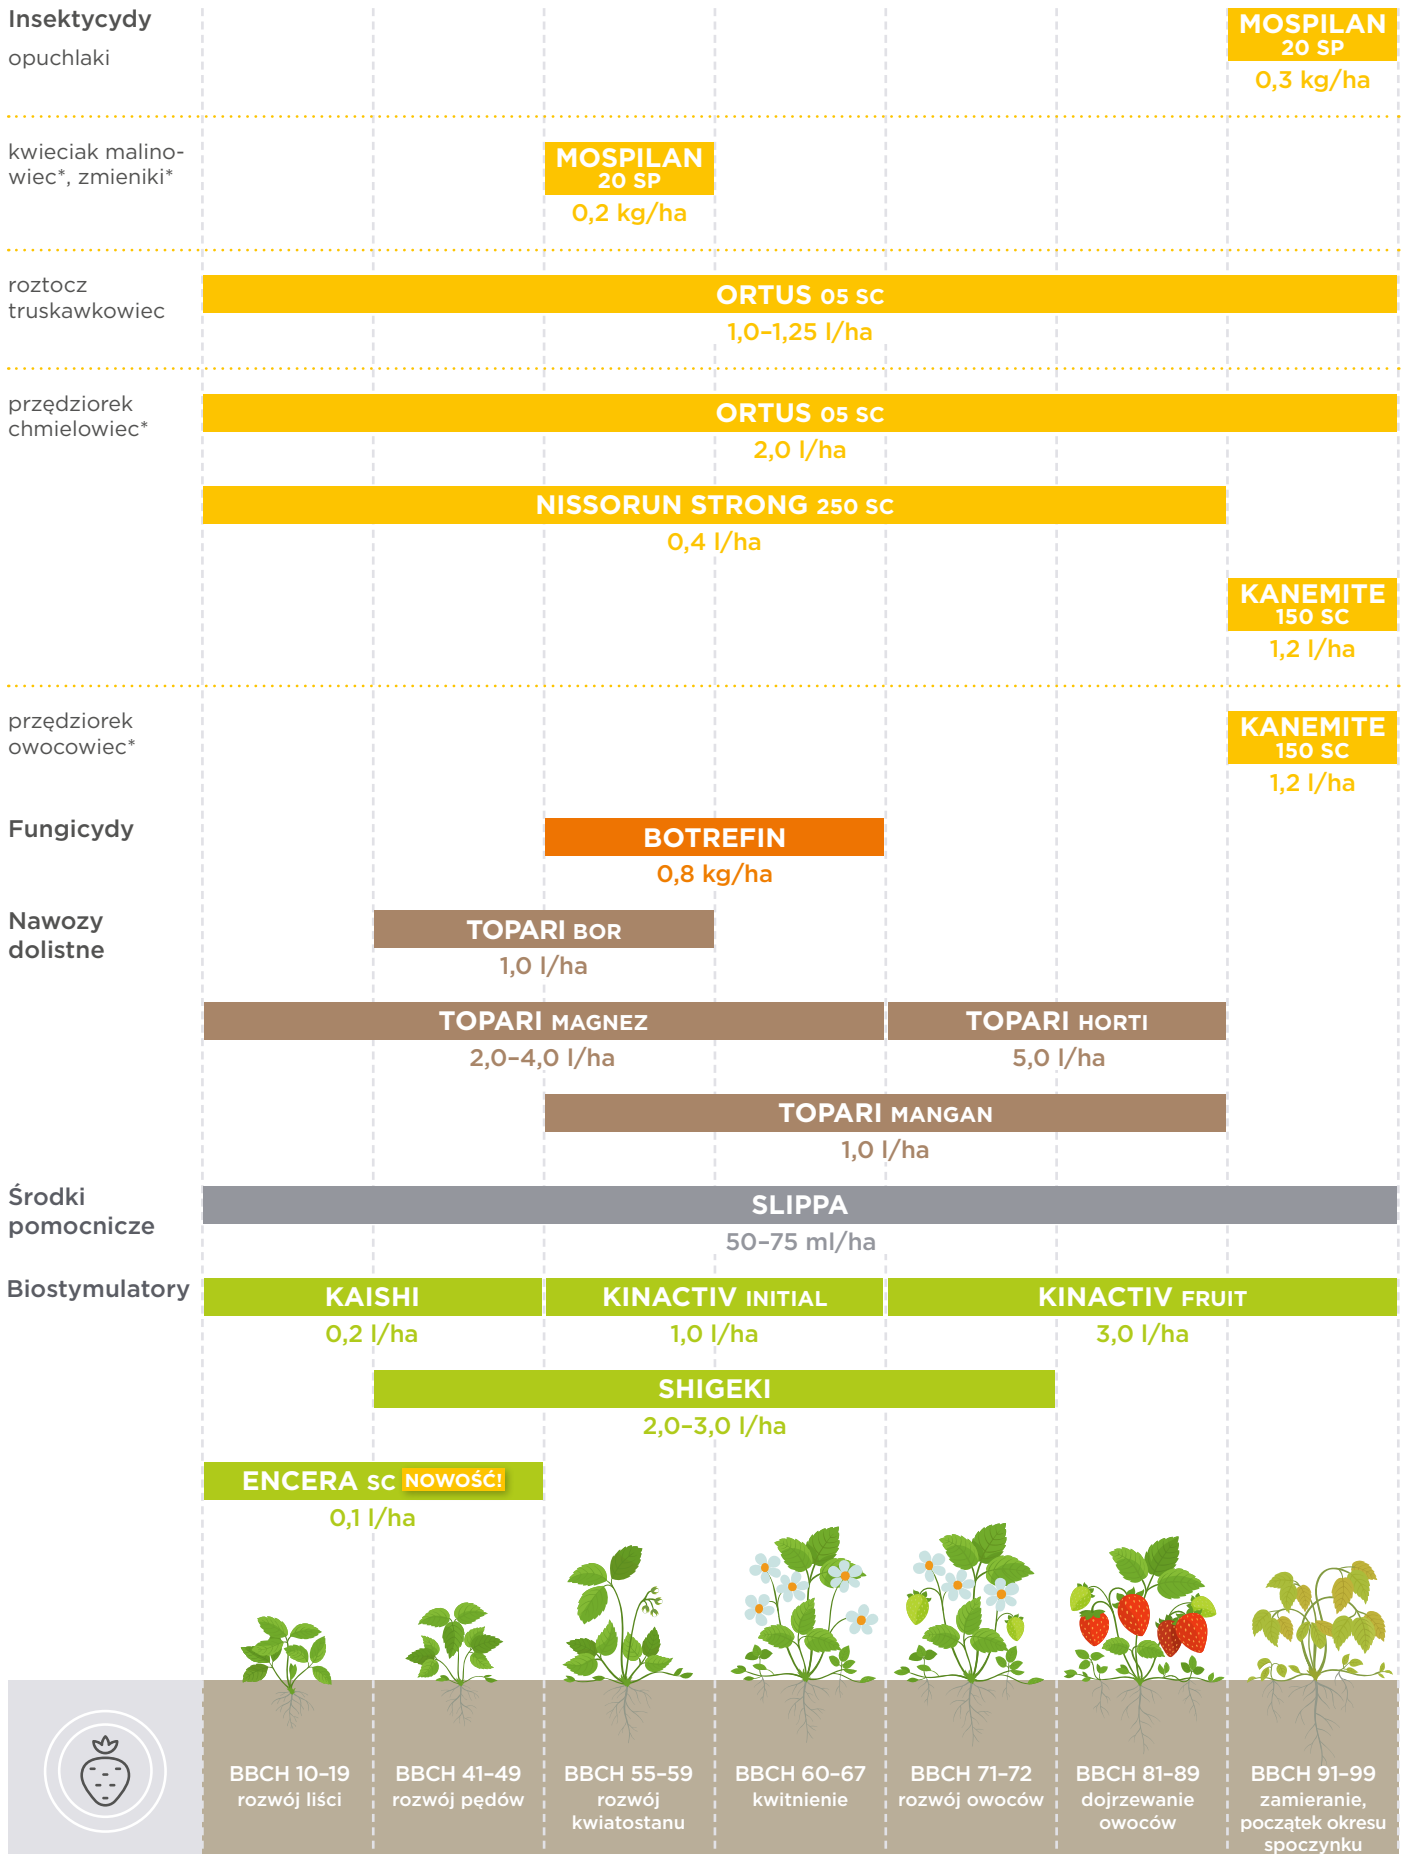 Insektycydy
opuchlaki
MOSPILAN
20 SP
0,3 kg/ha
kwieciak malino-
wiec*, zmieniki*
MOSPILAN
20 SP
0,2 kg/ha
roztocz
truskawkowiec
ORTUS 05 SC
1,0–1,25 l/ha
przędziorek
chmielowiec*
ORTUS 05 SC
2,0 l/ha
NISSORUN STRONG 250 SC
0,4 l/ha
KANEMITE
150 SC
1,2 l/ha
przędziorek
owocowiec*
KANEMITE
150 SC
1,2 l/ha
Fungicydy
BOTREFIN
0,8 kg/ha
Nawozy
dolistne
TOPARI BOR
1,0 l/ha
TOPARI MAGNEZ
2,0–4,0 l/ha
TOPARI HORTI
5,0 l/ha
TOPARI MANGAN
1,0 l/ha
Środki
pomocnicze
SLIPPA
50–75 ml/ha
Biostymulatory
KAISHI
0,2 l/ha
KINACTIV INITIAL
1,0 l/ha
KINACTIV FRUIT
3,0 l/ha
SHIGEKI
2,0–3,0 l/ha
ENCERA SC NOWOŚĆ!
0,1 l/ha
BBCH 10–19
rozwój liści
BBCH 41–49
rozwój pędów
BBCH 55–59
rozwój
kwiatostanu
BBCH 60–67
kwitnienie
BBCH 71–72
rozwój owoców
BBCH 81–89
dojrzewanie
owoców
BBCH 91–99
zamieranie,
początek okresu
spoczynku